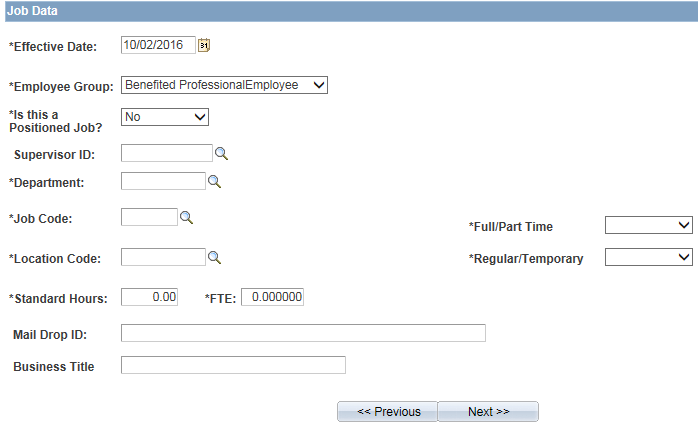 Job Data
*Effective Date: 10/02/2016 31
*Employee Group: Benefited ProfessionalEmployee
*Is this a
Positioned Job? No
Supervisor ID:
*Department:
*Job Code:
*Full/Part Time
*Location Code:
*Regular/Temporary
*Standard Hours: 0.00 *FTE: 0.000000
Mail Drop ID:
Business Title
<< Previous Next >>